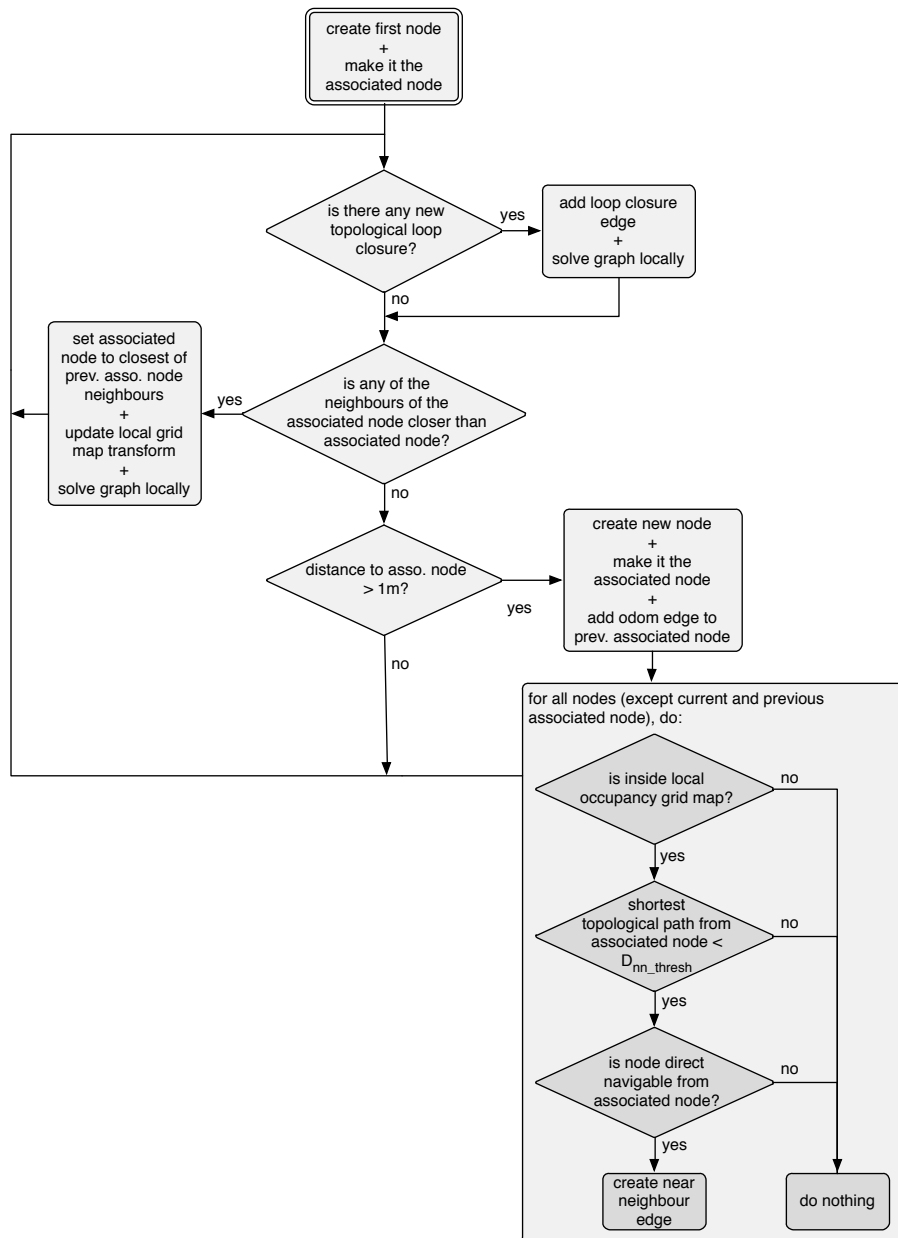 create first node
+
make it the
associated node
is there any new
topological loop
closure?
yes
add loop closure
edge
+
solve graph locally
no
set associated
node to closest of
prev. asso. node
neighbours
+
update local grid
map transform
+
solve graph locally
yes
is any of the
neighbours of the
associated node closer than
associated node?
no
distance to asso. node
> 1m?
yes
create new node
+
make it the
associated node
+
add odom edge to
prev. associated node
no
for all nodes (except current and previous
associated node), do:
is inside local
occupancy grid map?
no
yes
shortest
topological path from
associated node <
D_nn_thresh
no
yes
is node direct
navigable from
associated node?
no
yes
create near
neighbour
edge
do nothing